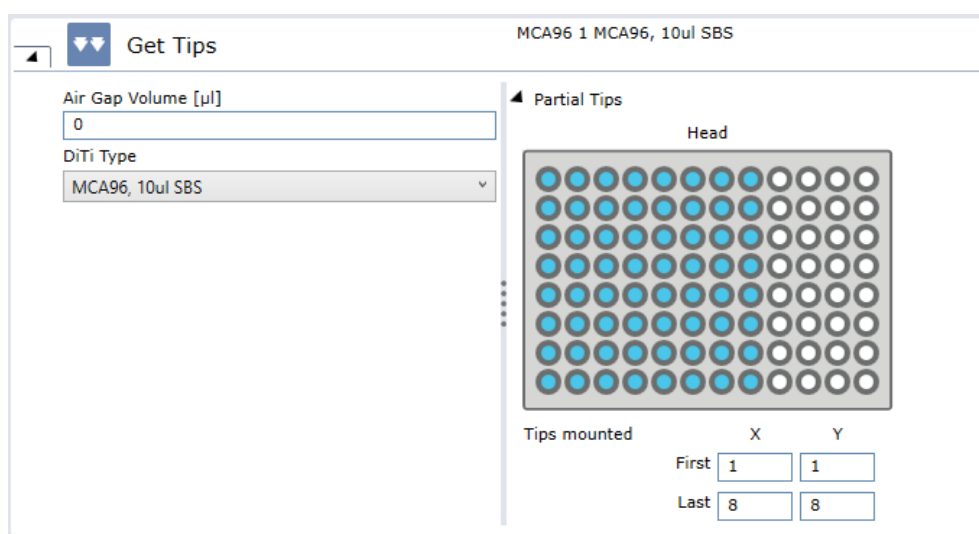 Get Tips
MCA96 1 MCA96, 10ul SBS
Air Gap Volume [µl]
0
DiTi Type
MCA96, 10ul SBS
Partial Tips
Head
Tips mounted X Y
First 1 1
Last 8 8